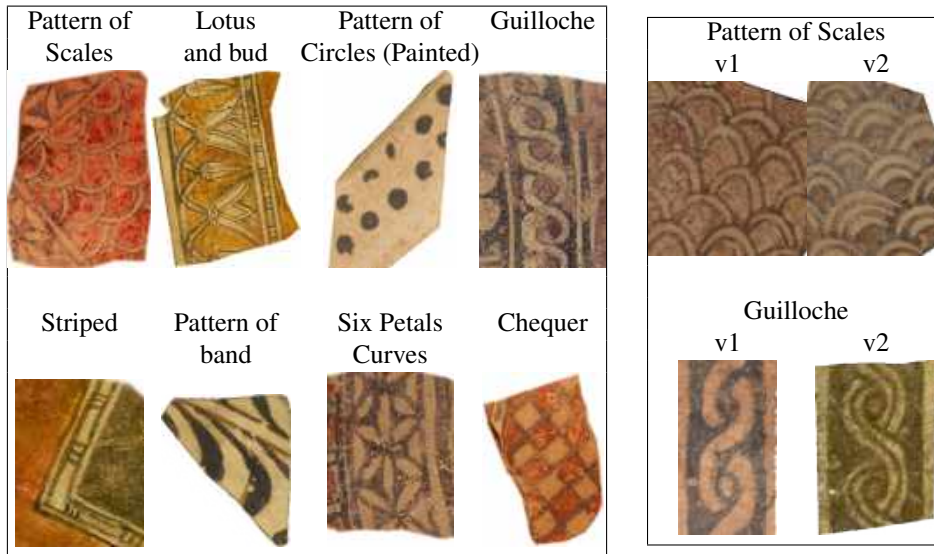 Pattern of Scales
Lotus and bud
Pattern of Circles (Painted)
Guilloche
Striped
Pattern of band
Six Petals Curves
Chequer
Pattern of Scales
v1 v2
Guilloche
v1 v2